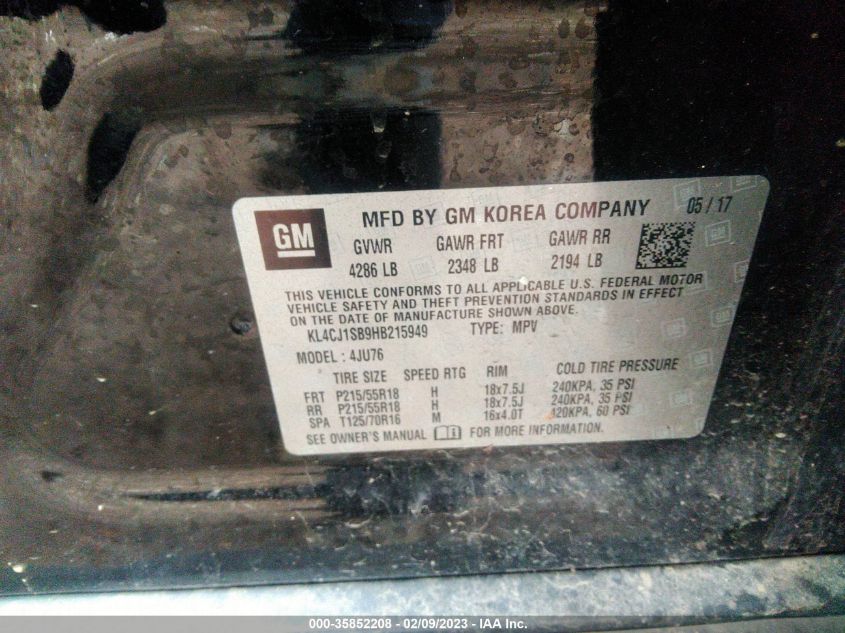 GM
MFD BY GM KOREA COMPANY 05 / 17
GVWR GAWR FRT GAWR RR
4286 LB 2348 LB 2194 LB
THIS VEHICLE CONFORMS TO ALL APPLICABLE U.S. FEDERAL MOTOR
VEHICLE SAFETY AND THEFT PREVENTION STANDARDS IN EFFECT
ON THE DATE OF MANUFACTURE SHOWN ABOVE.
KL4CJ1SB9HB215949 TYPE: MPV
MODEL : 4JU76
TIRE SIZE SPEED RTG RIM COLD TIRE PRESSURE
FRT P215/55R18 H 18x7.5J 240KPA, 35 PSI
RR P215/55R18 H 18x7.5J 240KPA, 35 PSI
SPA T125/70R16 M 16x4.0T 420KPA, 60 PSI
SEE OWNER'S MANUAL FOR MORE INFORMATION.
000-35852208 - 02/09/2023 - IAA Inc.